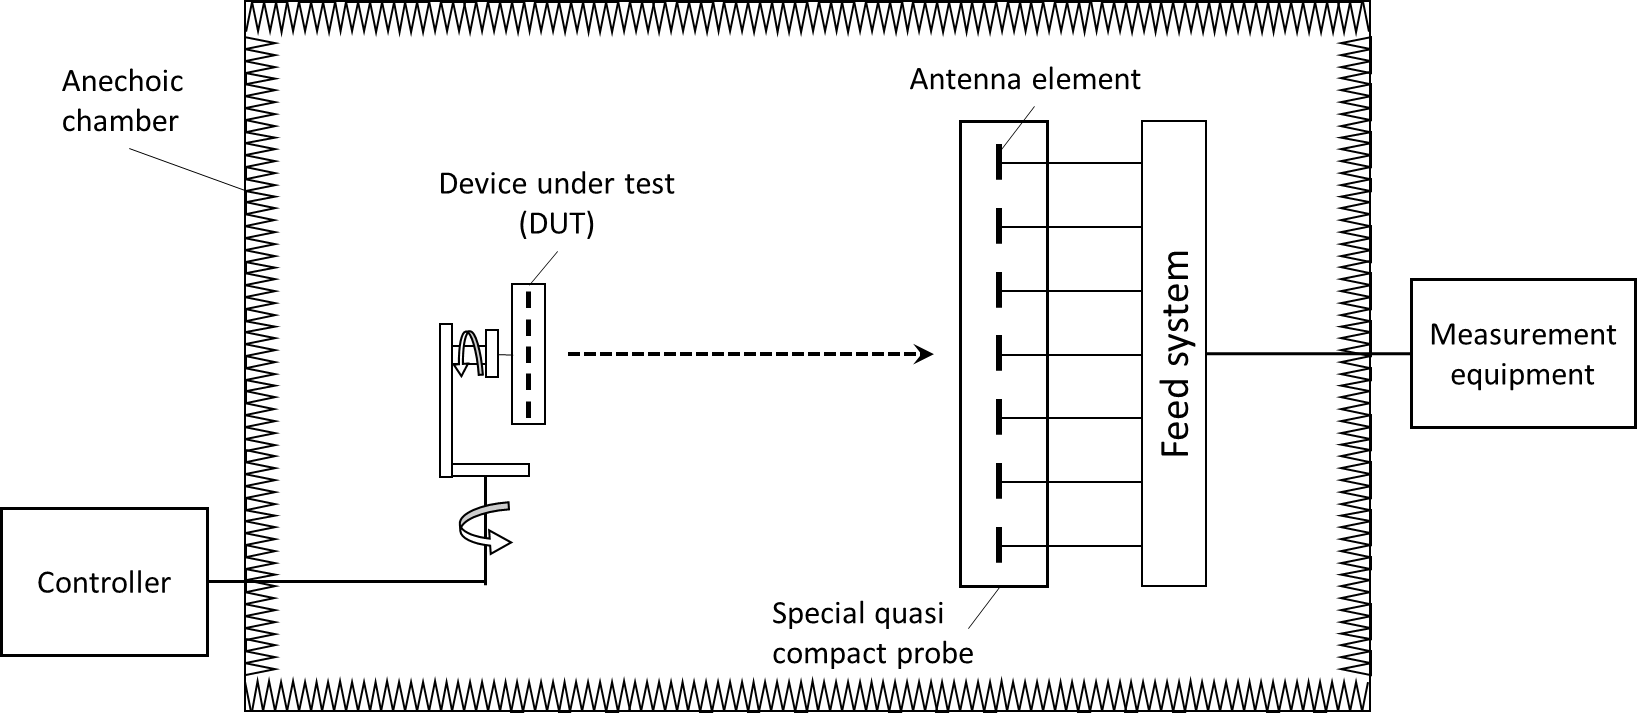 Anechoic
chamber
Antenna element
Device under test
(DUT)
Feed system
Measurement
equipment
Controller
Special quasi
compact probe